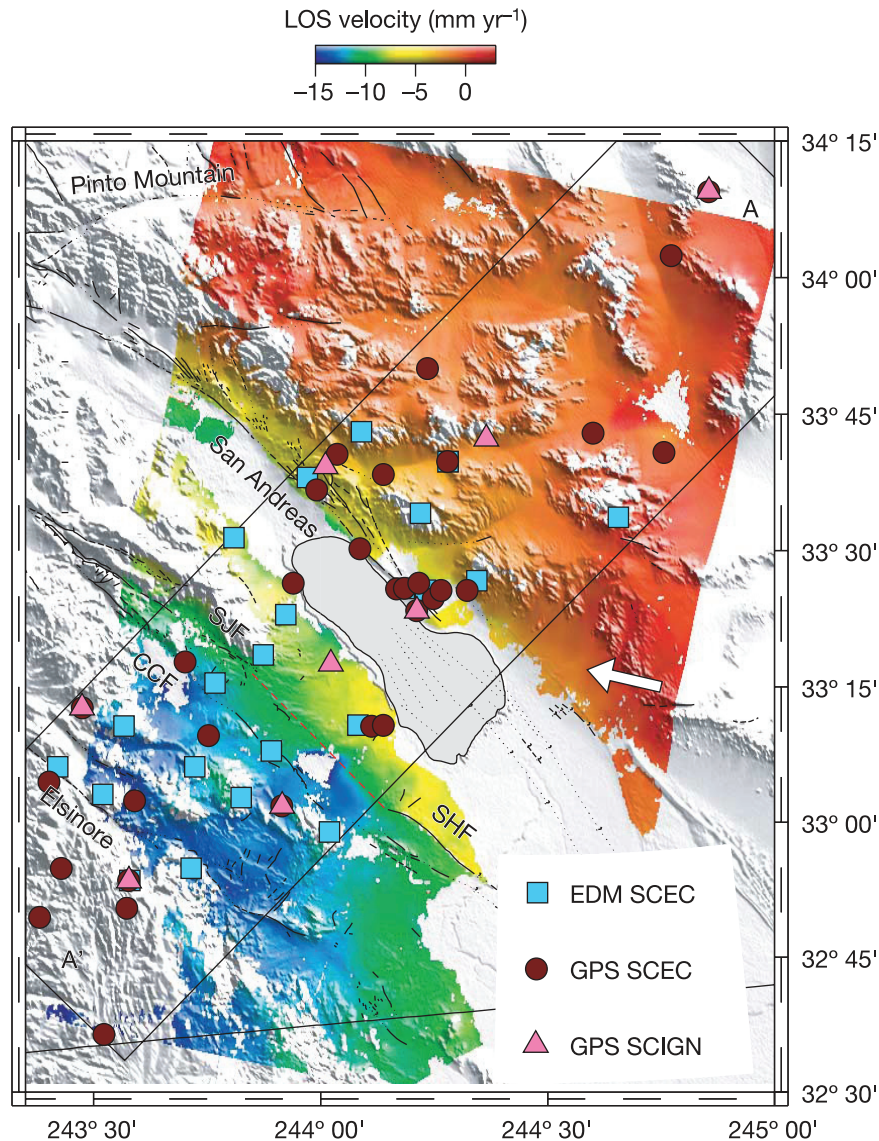 LOS velocity (mm yr⁻¹)
−15 −10 −5 0
34° 15'
Pinto Mountain
A
34° 00'
33° 45'
San Andreas
33° 30'
SJF
CCF
33° 15'
Elsinore
SHF
33° 00'
EDM SCEC
GPS SCEC
A'
32° 45'
GPS SCIGN
32° 30'
243° 30' 244° 00' 244° 30' 245° 00'